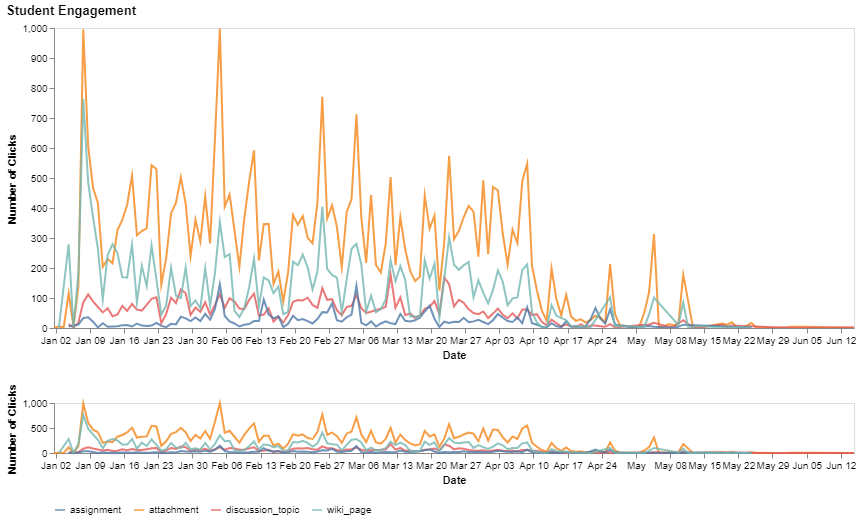 Student Engagement
1,000
900
800
700
600
500
400
300
200
100
0
Number of Clicks
Jan 02 Jan 09 Jan 16 Jan 23 Jan 30 Feb 06 Feb 13 Feb 20 Feb 27 Mar 06 Mar 13 Mar 20 Mar 27 Apr 03 Apr 10 Apr 17 Apr 24 May May 08 May 15 May 22 May 29 Jun 05 Jun 12
Date
1,000
500
0
Number of Clicks
Jan 02 Jan 09 Jan 16 Jan 23 Jan 30 Feb 06 Feb 13 Feb 20 Feb 27 Mar 06 Mar 13 Mar 20 Mar 27 Apr 03 Apr 10 Apr 17 Apr 24 May May 08 May 15 May 22 May 29 Jun 05 Jun 12
Date
assignment attachment discussion_topic wiki_page